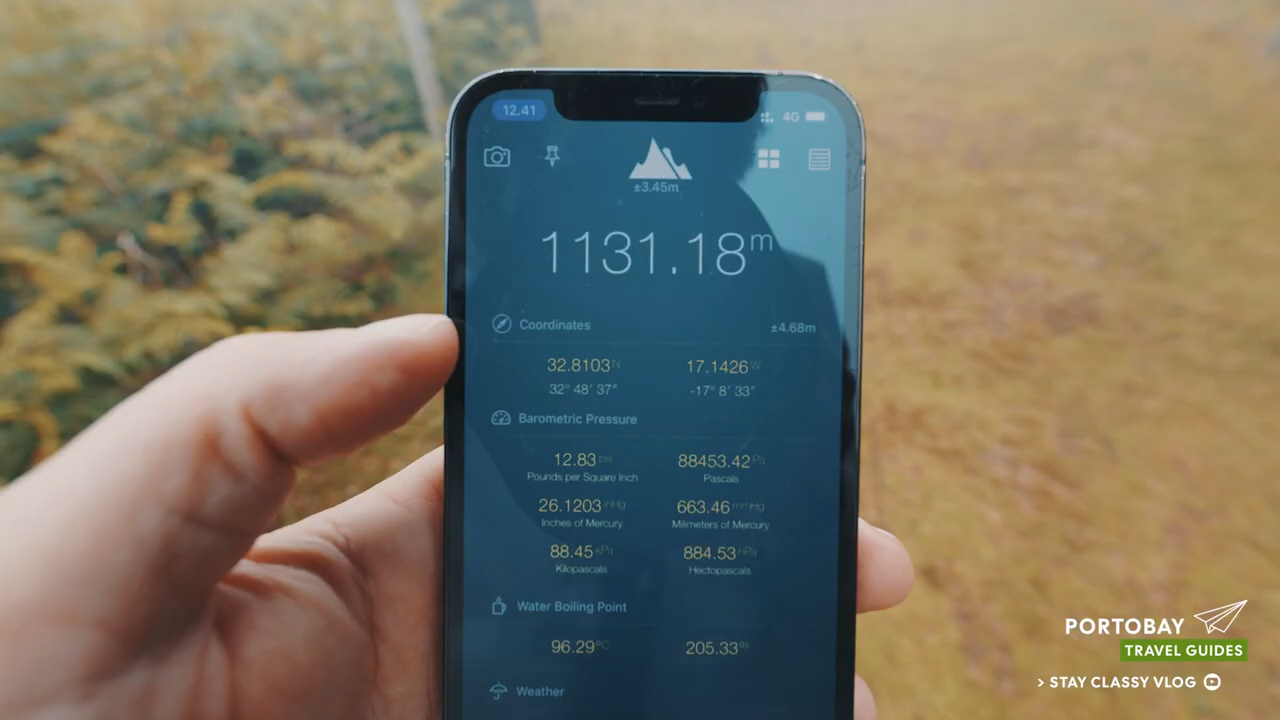 12.41
4G
±3.45m
1131.18m
Coordinates ±4.68m
32.8103N 17.1426W
32° 48' 37" -17° 8' 33"
Barometric Pressure
12.83 psi 88453.42 Pa
Pounds per Square Inch Pascals
26.1203 inHg 663.46 mmHg
Inches of Mercury Milimeters of Mercury
88.45 kPa 884.53 hPa
Kilopascals Hectopascals
Water Boiling Point
96.29°C 205.33°F
Weather
PORTOBAY
TRAVEL GUIDES
> STAY CLASSY VLOG